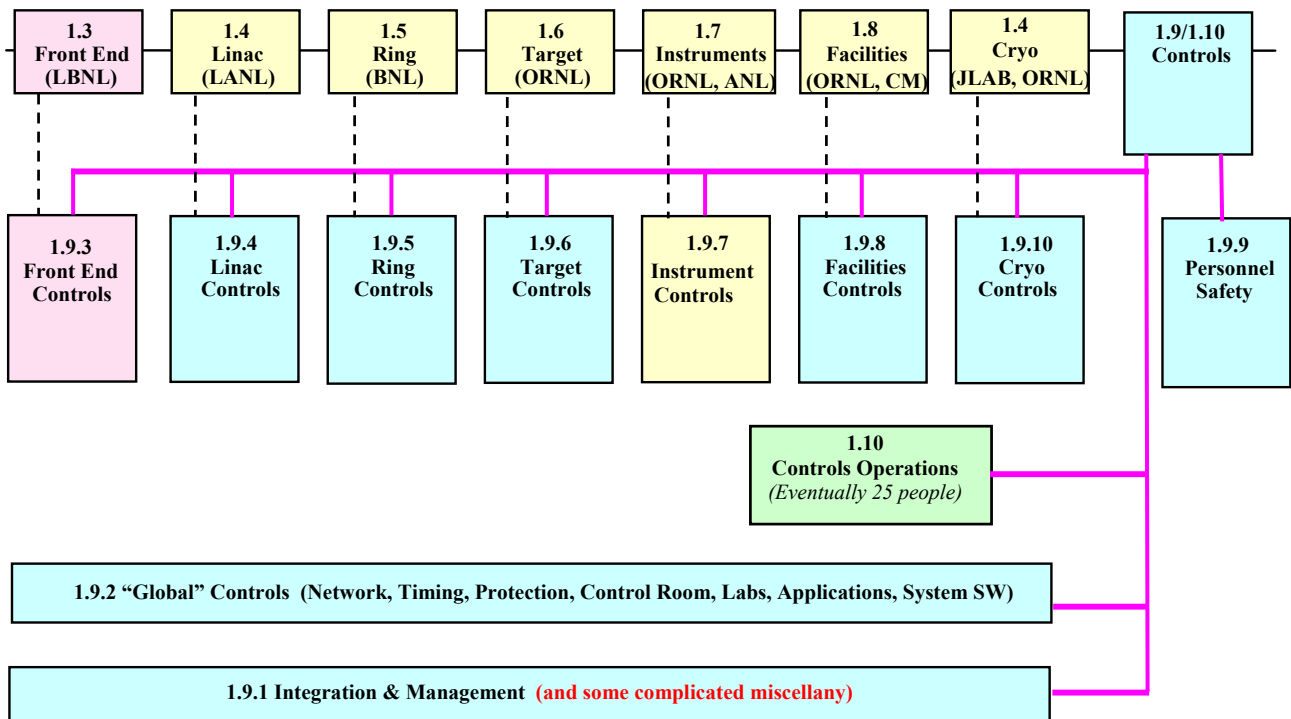 1.3
Front End
(LBNL)
1.4
Linac
(LANL)
1.5
Ring
(BNL)
1.6
Target
(ORNL)
1.7
Instruments
(ORNL, ANL)
1.8
Facilities
(ORNL, CM)
1.4
Cryo
(JLAB, ORNL)
1.9/1.10
Controls
1.9.3
Front End
Controls
1.9.4
Linac
Controls
1.9.5
Ring
Controls
1.9.6
Target
Controls
1.9.7
Instrument
Controls
1.9.8
Facilities
Controls
1.9.10
Cryo
Controls
1.9.9
Personnel
Safety
1.10
Controls Operations
(Eventually 25 people)
1.9.2 “Global” Controls (Network, Timing, Protection, Control Room, Labs, Applications, System SW)
1.9.1 Integration & Management (and some complicated miscellany)